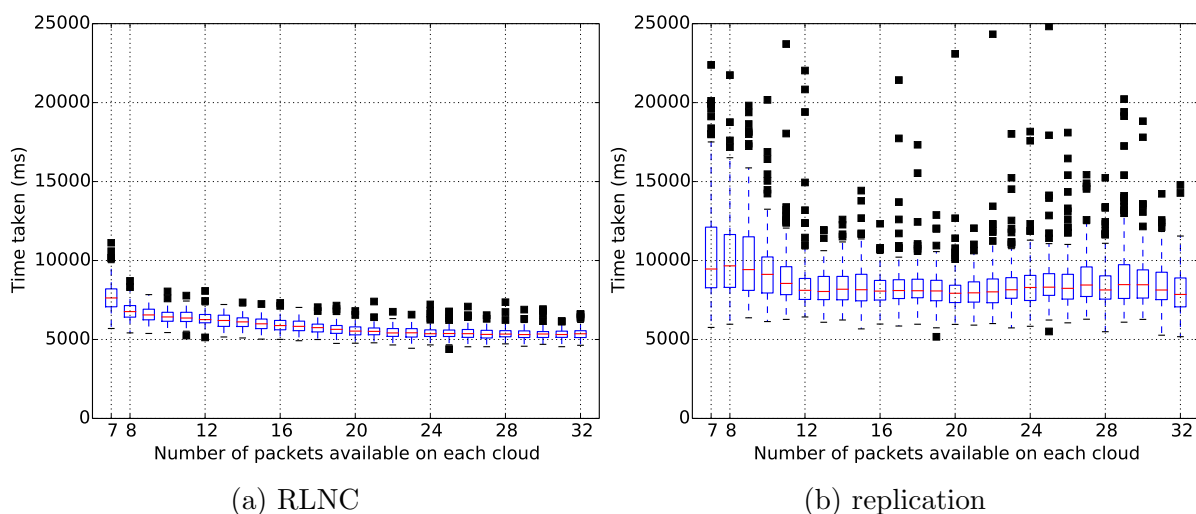 25000
20000
15000
10000
5000
0
Time taken (ms)
7 8 12 16 20 24 28 32
Number of packets available on each cloud
(a) RLNC
25000
20000
15000
10000
5000
0
Time taken (ms)
7 8 12 16 20 24 28 32
Number of packets available on each cloud
(b) replication